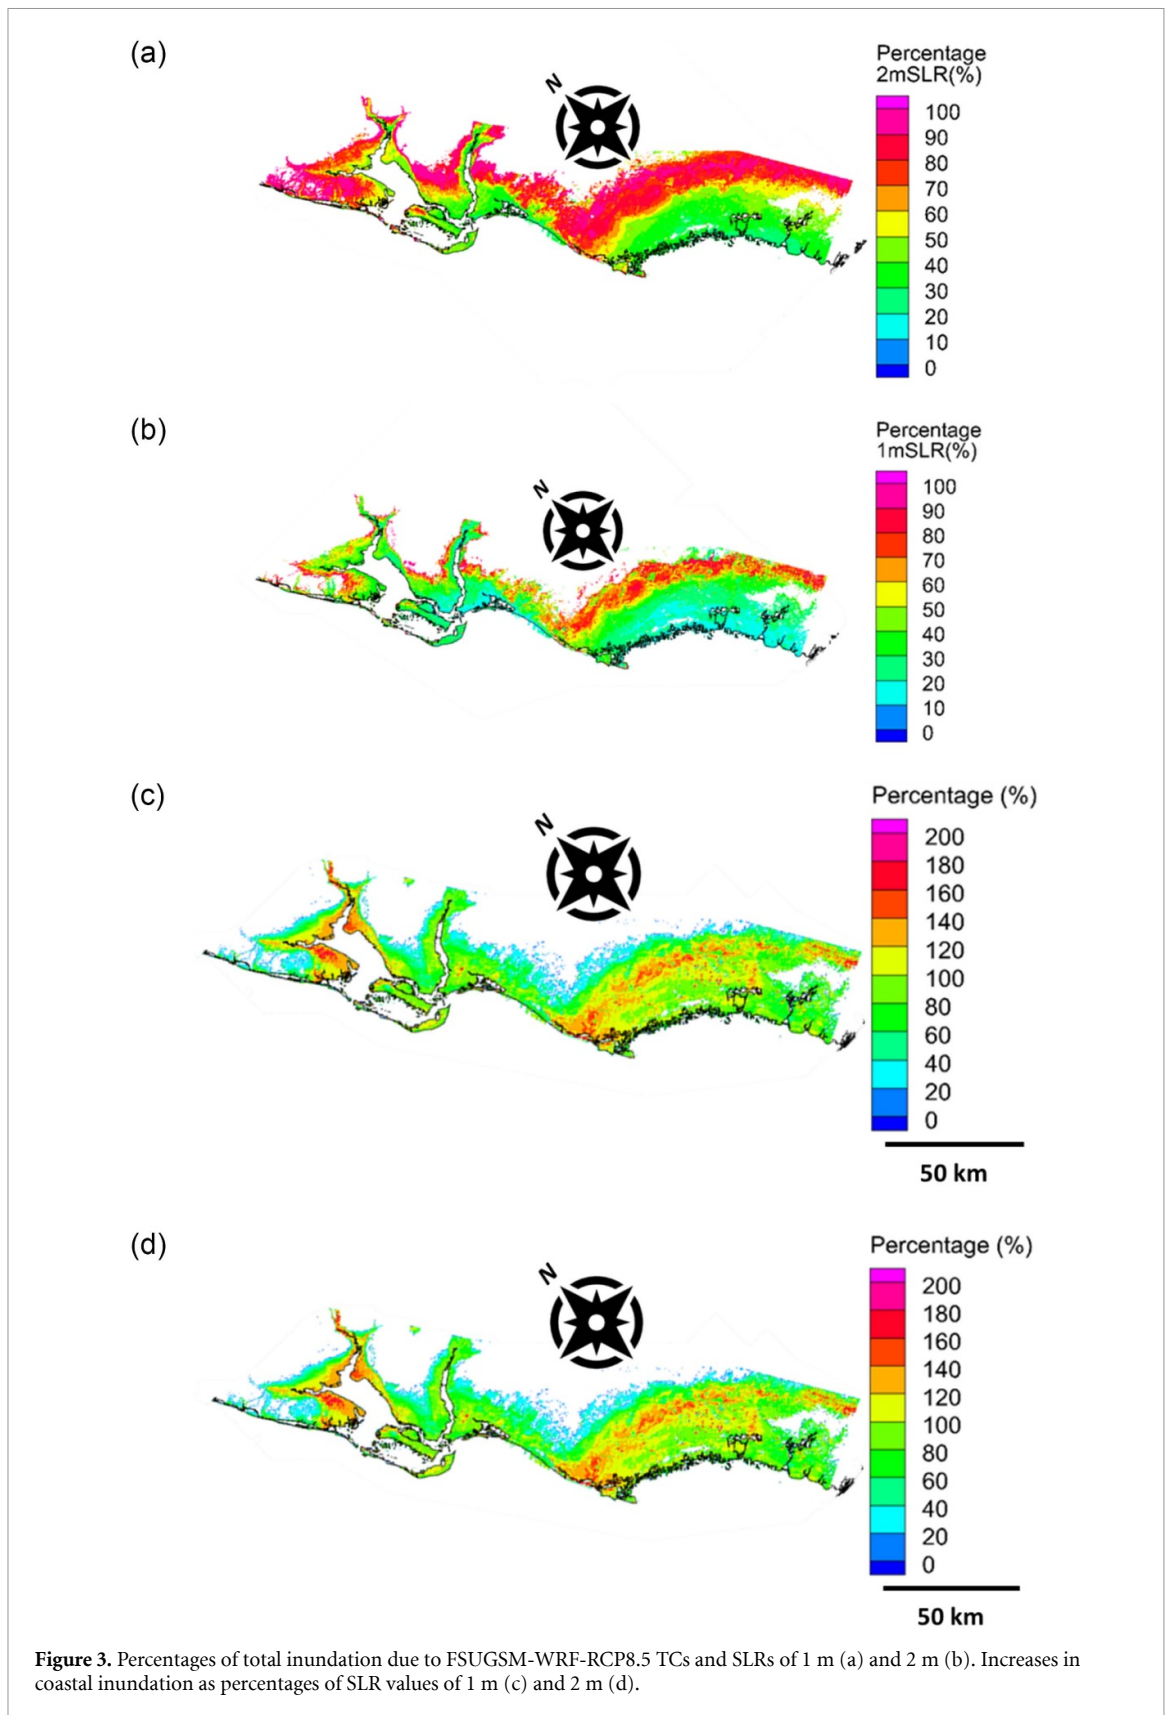 (a)
Percentage
2mSLR(%)
100
90
80
70
60
50
40
30
20
10
0
N
(b)
Percentage
1mSLR(%)
100
90
80
70
60
50
40
30
20
10
0
N
(c)
Percentage (%)
200
180
160
140
120
100
80
60
40
20
0
N
50 km
(d)
Percentage (%)
200
180
160
140
120
100
80
60
40
20
0
N
50 km
Figure 3. Percentages of total inundation due to FSUGSM-WRF-RCP8.5 TCs and SLRs of 1 m (a) and 2 m (b). Increases in
coastal inundation as percentages of SLR values of 1 m (c) and 2 m (d).